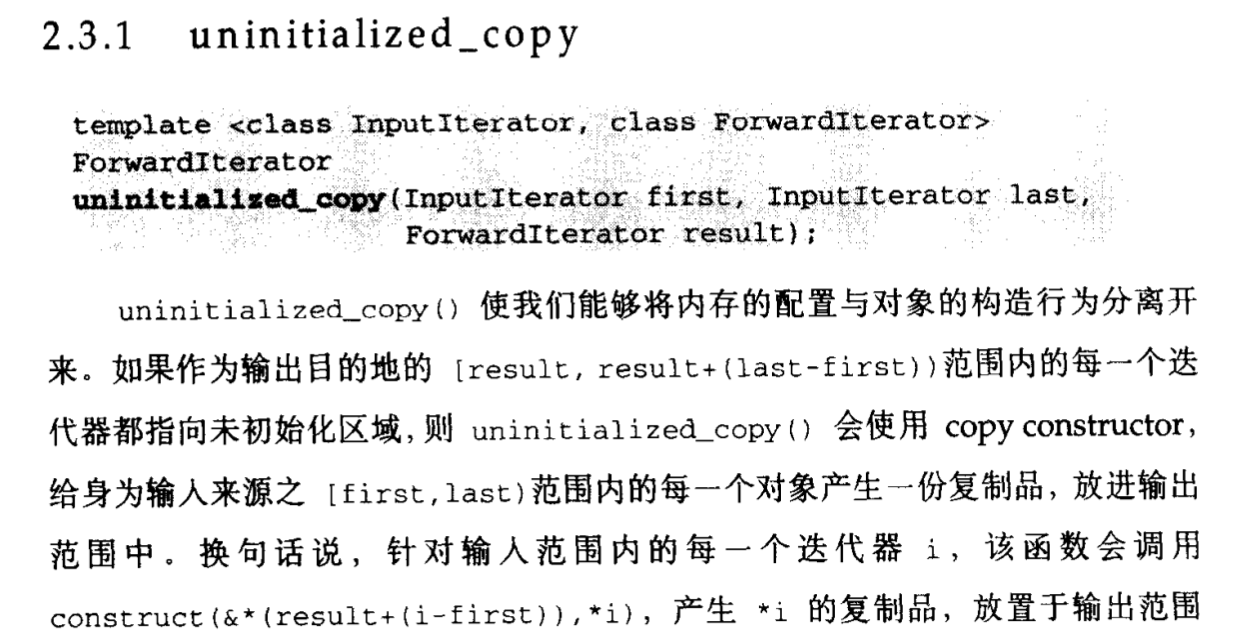 2.3.1 uninitialized_copy
template <class InputIterator, class ForwardIterator>
ForwardIterator
uninitialized_copy(InputIterator first, InputIterator last,
ForwardIterator result);
uninitialized_copy() 使我们能够将内存的配置与对象的构造行为分离开
来。如果作为输出目的地的 [result, result+(last-first))范围内的每一个迭
代器都指向未初始化区域,则 uninitialized_copy() 会使用 copy constructor,
给身为输入来源之 [first,last)范围内的每一个对象产生一份复制品,放进输出
范围中。换句话说,针对输入范围内的每一个迭代器 i,该函数会调用
construct(&*(result+(i-first)),*i),产生 *i 的复制品,放置于输出范围